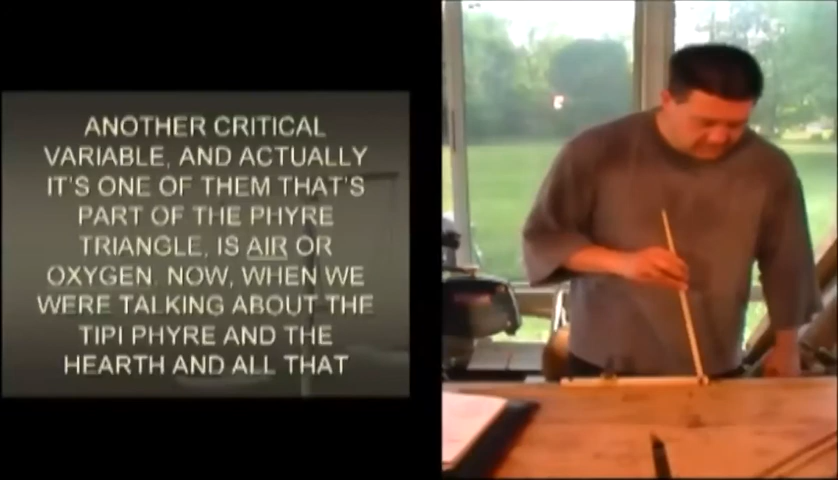 ANOTHER CRITICAL
VARIABLE, AND ACTUALLY
IT'S ONE OF THEM THAT'S
PART OF THE PHYRE
TRIANGLE, IS AIR OR
OXYGEN. NOW, WHEN WE
WERE TALKING ABOUT THE
TIPI PHYRE AND THE
HEARTH AND ALL THAT